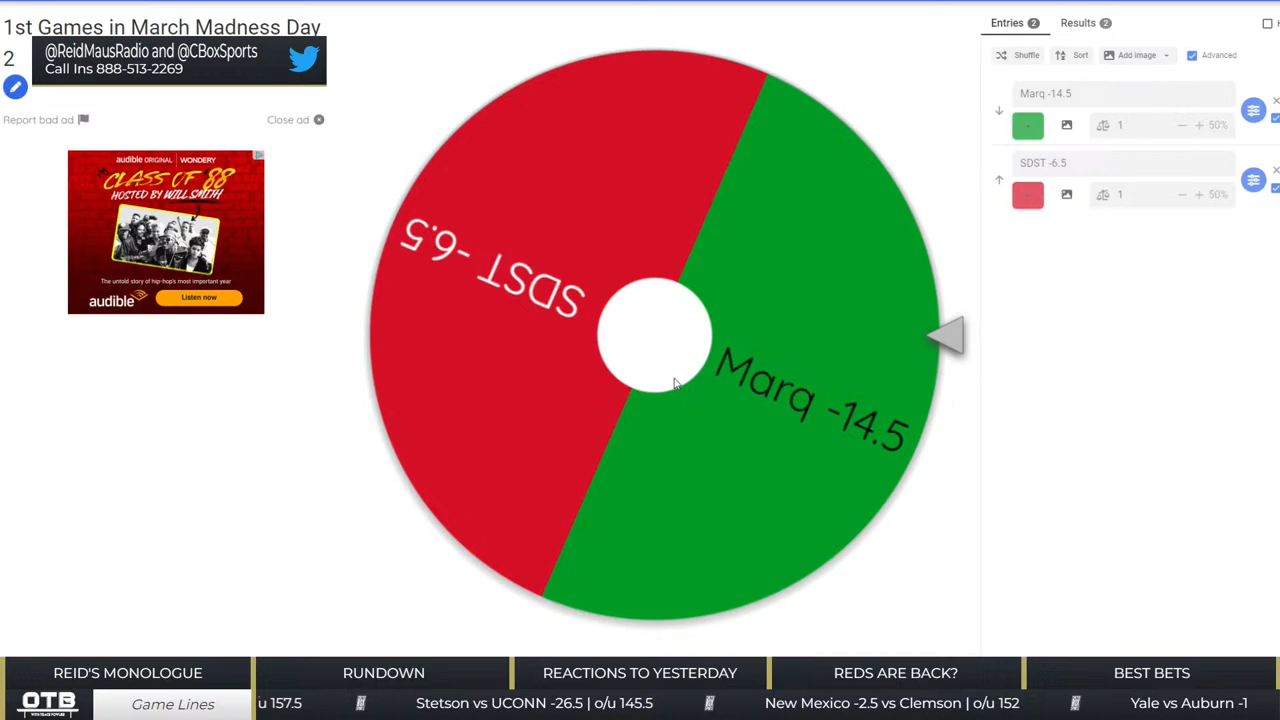 1st Games in March Madness Day
2
@ReidMausRadio and @CBoxSports
Call Ins 888-513-2269
Report bad ad
Close ad
audible ORIGINAL | WONDERY
CLASS OF 88
HOSTED BY WILL SMITH
The untold story of hip-hop's most important year
audible
Listen now
SDST -6.5
Marq -14.5
Entries 2
Results 2
Shuffle
Sort
Add image
Advanced
Marq -14.5
1
50%
SDST -6.5
1
50%
REID'S MONOLOGUE
RUNDOWN
REACTIONS TO YESTERDAY
REDS ARE BACK?
BEST BETS
OTB
Game Lines
/u 157.5
Stetson vs UCONN -26.5 | o/u 145.5
New Mexico -2.5 vs Clemson | o/u 152
Yale vs Auburn -1